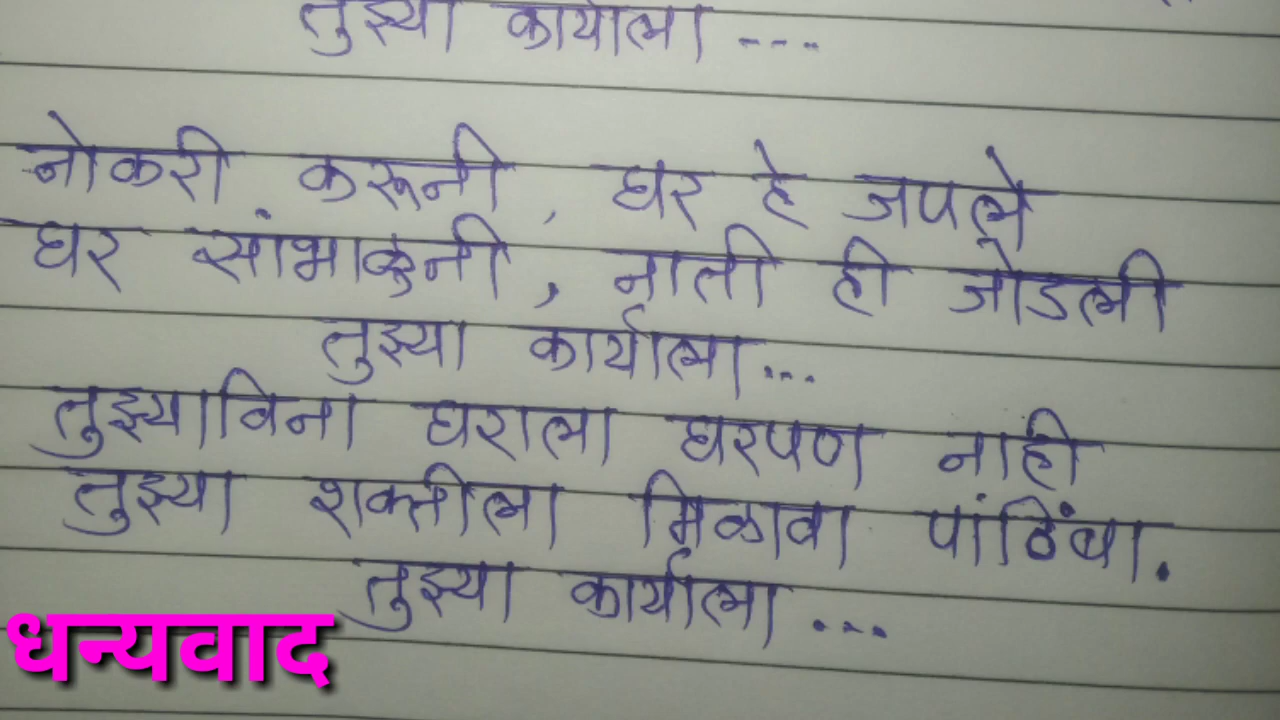 तुझ्या कार्याला ---
नोकरी करूनी, घर हे जपले
घर सांभाळुनी, नाती ही जोडली
तुझ्या कार्याला...
तुझ्याविना घराला घरपण नाही
तुझ्या शक्तीला मिळावा पांठिंबा.
तुझ्या कार्याला...
धन्यवाद